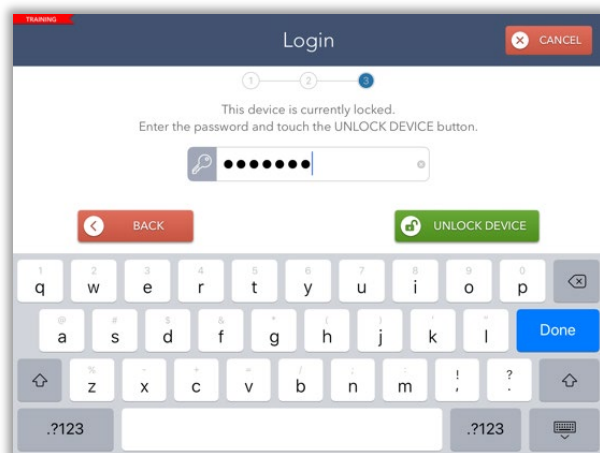 TRAINING
Login
CANCEL
1 2 3
This device is currently locked.
Enter the password and touch the UNLOCK DEVICE button.
●●●●●●●
BACK
UNLOCK DEVICE
1 2 3 4 5 6 7 8 9 0
q w e r t y u i o p
@ # $ & * ( ) ' "
a s d f g h j k l
Done
% - + = / ; : ! ?
z x c v b n m , .
.?123 .?123